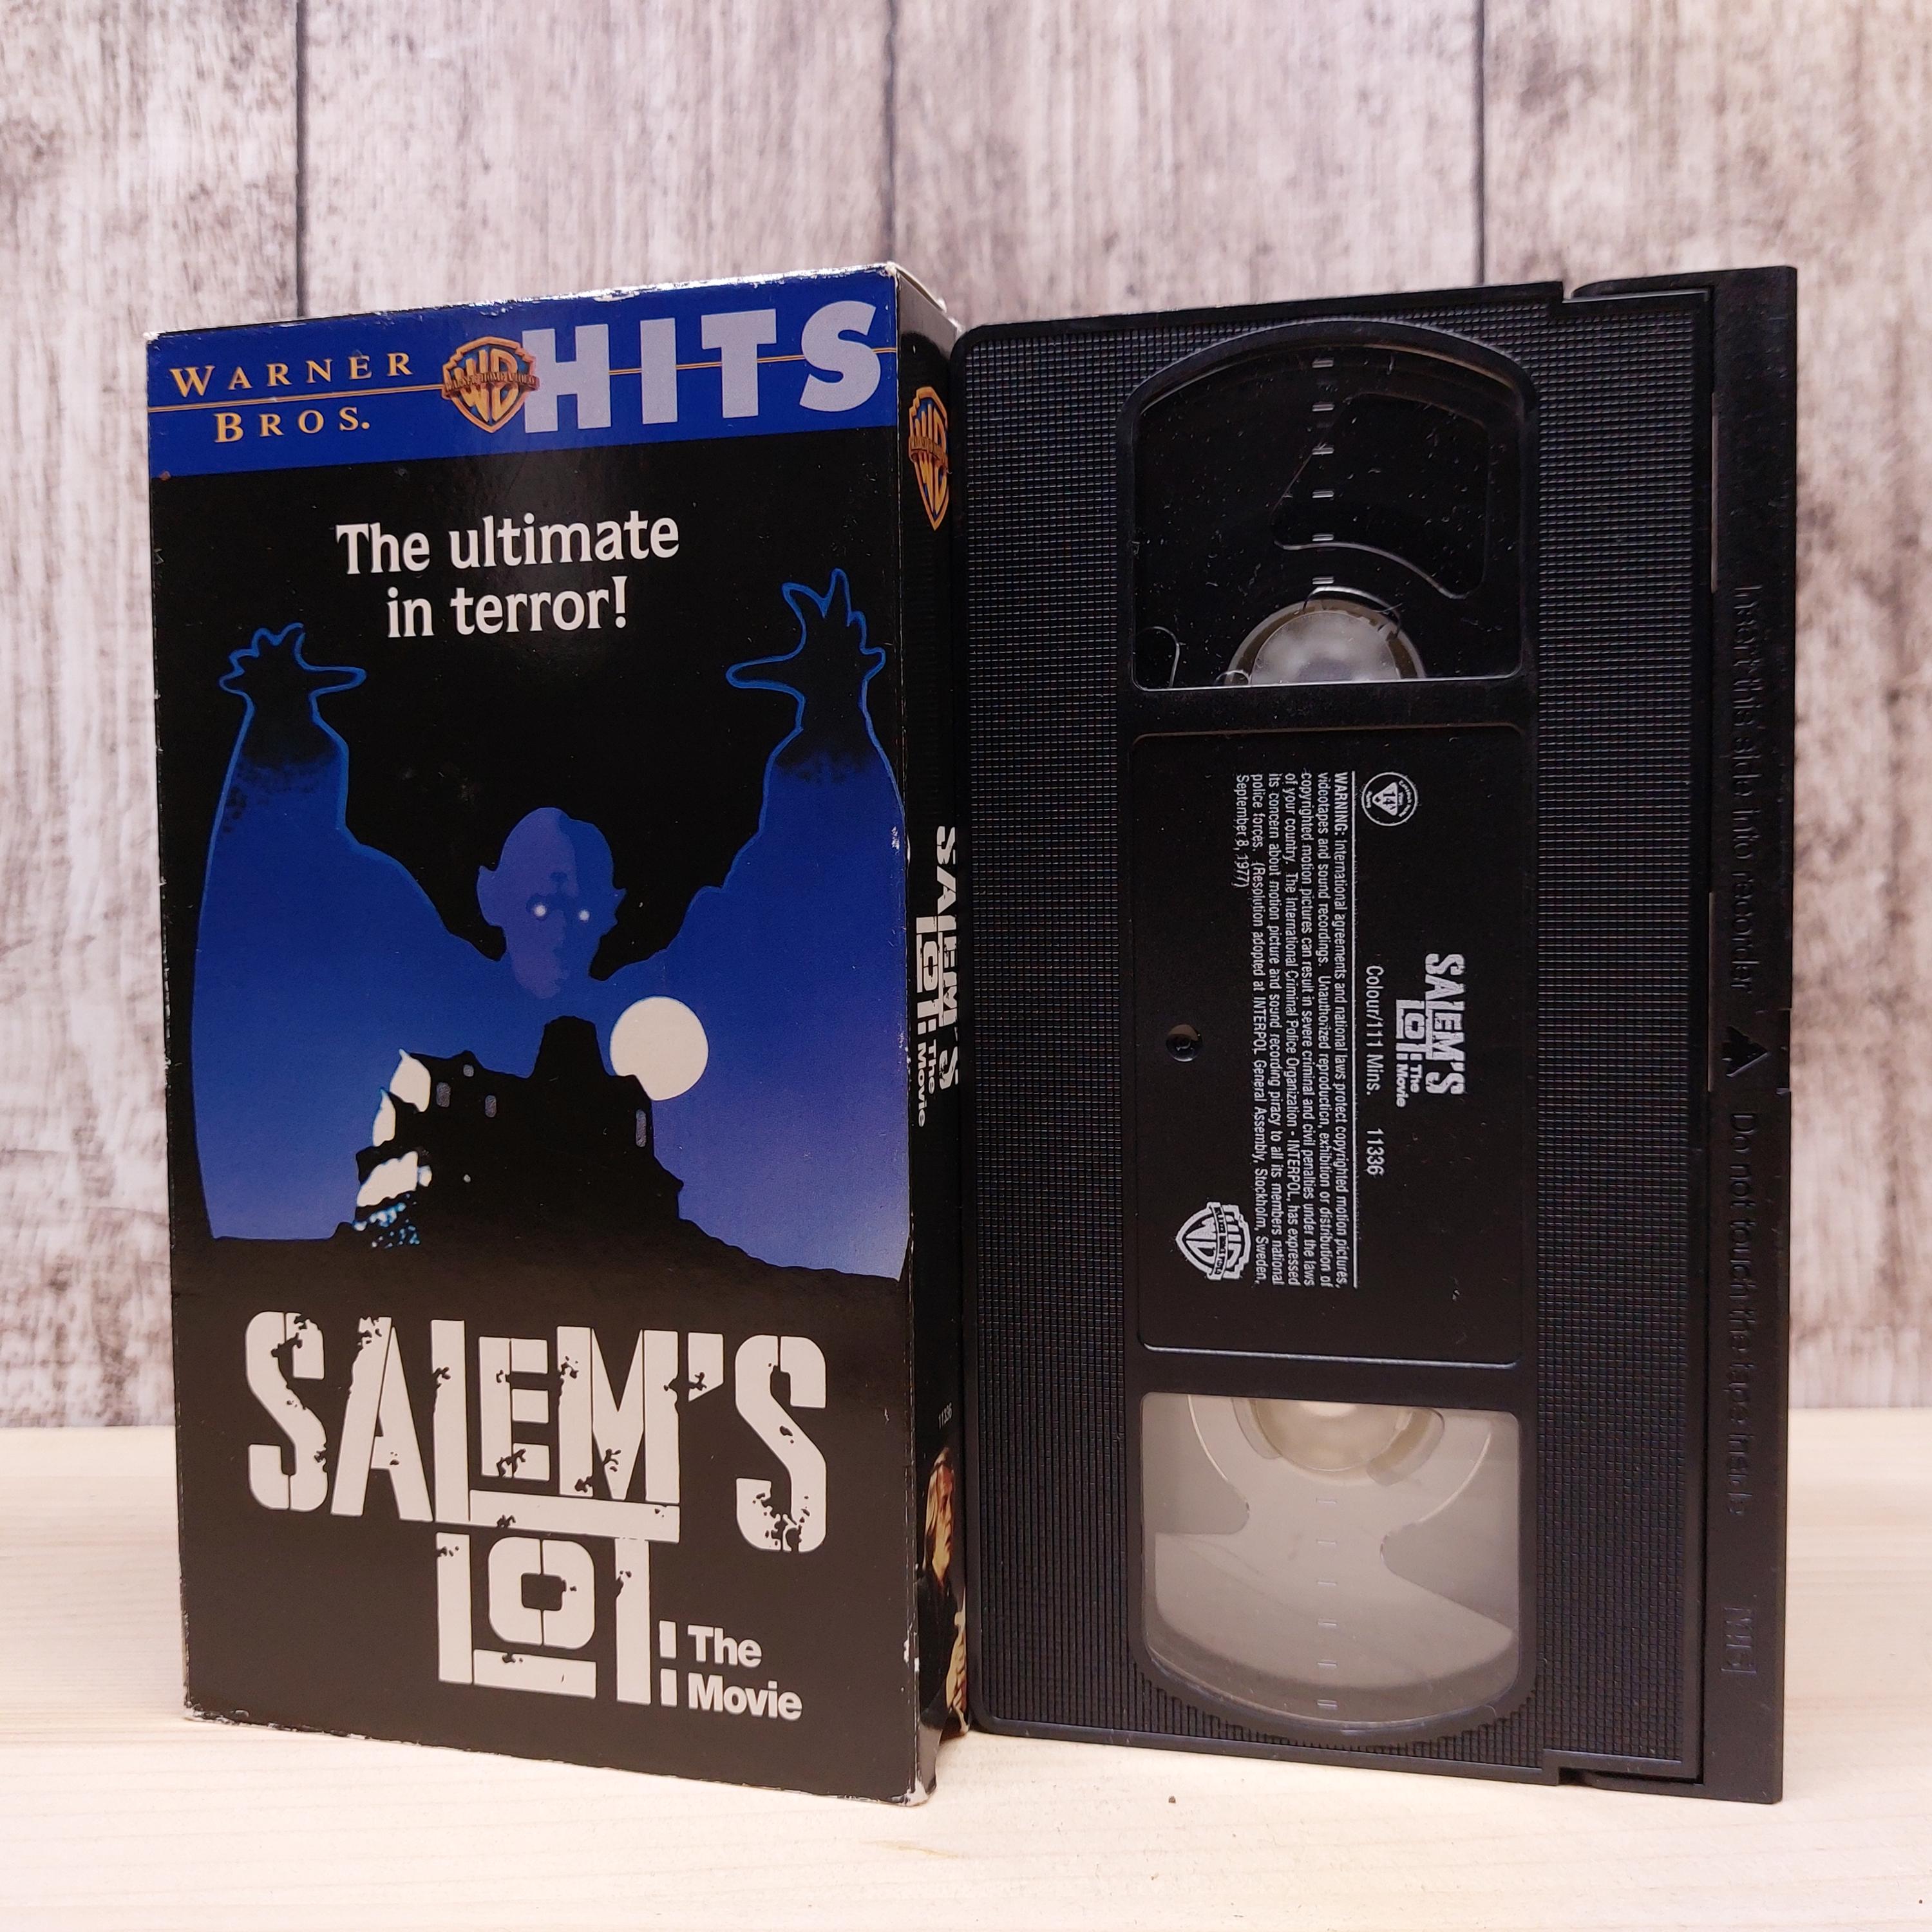 WARNER
BROS.
HITS
The ultimate
in terror!
SALEM'S
LOT:
The
Movie
SALEM'S
LOT:
The
Movie
11336
SALEM'S
LOT:
The
Movie
Colour/111 Mins. 11336
14
WARNING: International agreements and national laws protect copyrighted motion pictures,
videotapes and sound recordings. Unauthorized reproduction, exhibition or distribution of
copyrighted motion pictures can result in severe criminal and civil penalties under the laws
of your country. The International Criminal Police Organization - INTERPOL, has expressed
its concern about motion picture and sound recording piracy to all its members national
police forces. (Resolution adopted at INTERPOL General Assembly, Stockholm, Sweden,
September 8, 1977)
Insert this side into recorder
Do not touch the tape inside
VHS